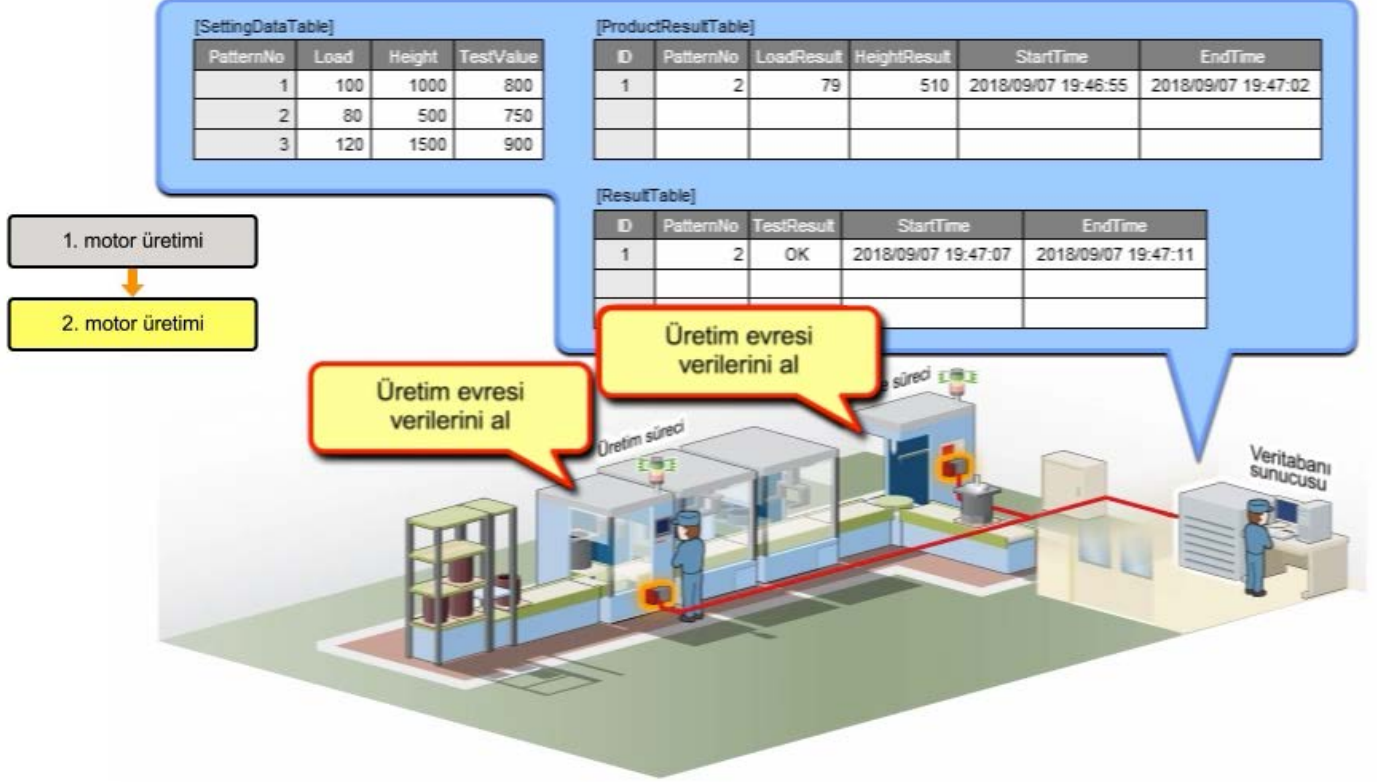 [SettingDataTable]
PatternNo Load Height TestValue
1 100 1000 800
2 80 500 750
3 120 1500 900
[ProductResultTable]
ID PatternNo LoadResult HeightResult StartTime EndTime
1 2 79 510 2018/09/07 19:46:55 2018/09/07 19:47:02
[ResultTable]
ID PatternNo TestResult StartTime EndTime
1 2 OK 2018/09/07 19:47:07 2018/09/07 19:47:11
1. motor üretimi
2. motor üretimi
Üretim evresi
verilerini al
Üretim evresi
verilerini al
Üretim süreci
süreci
Veritabanı
sunucusu